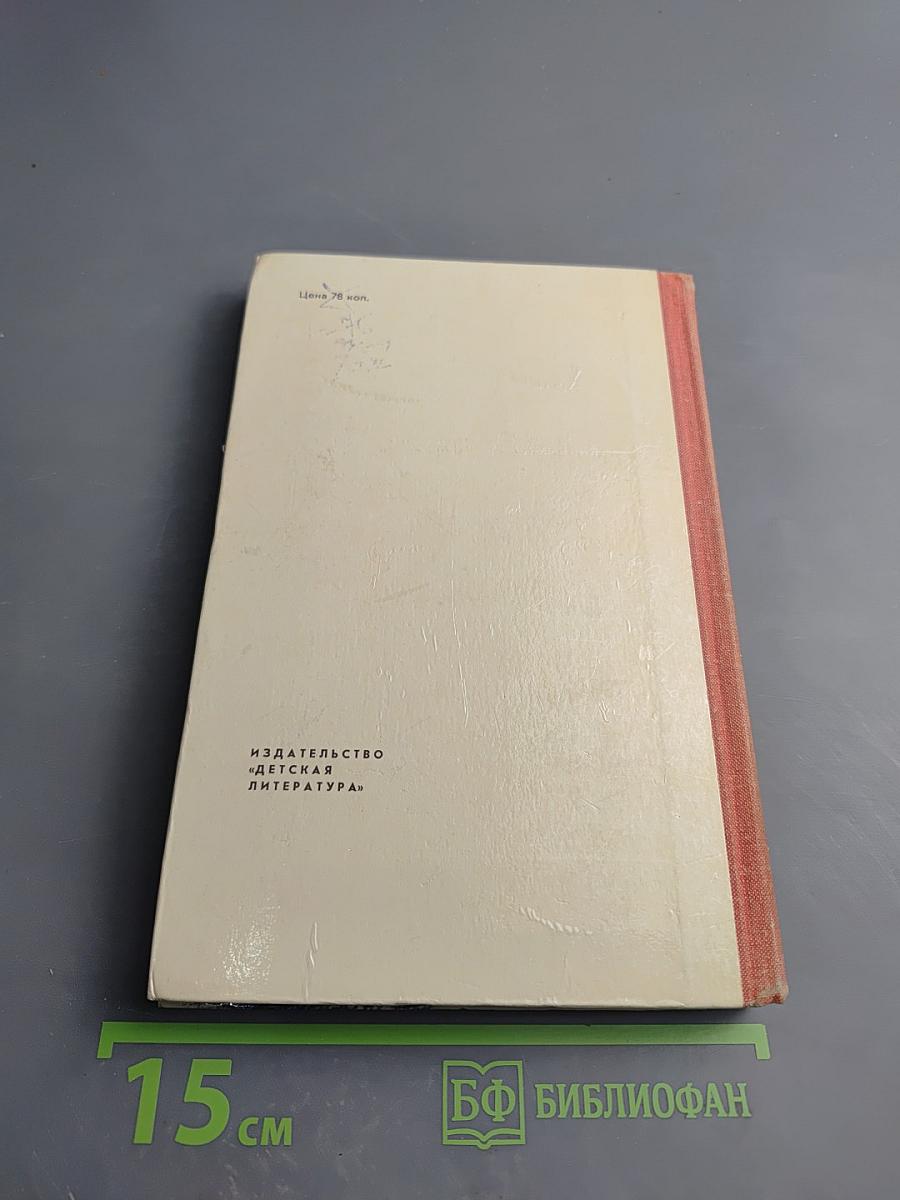 Цена 78 коп.
ИЗДАТЕЛЬСТВО
«ДЕТСКАЯ
ЛИТЕРАТУРА»
15 см
БФ БИБЛИОФАН